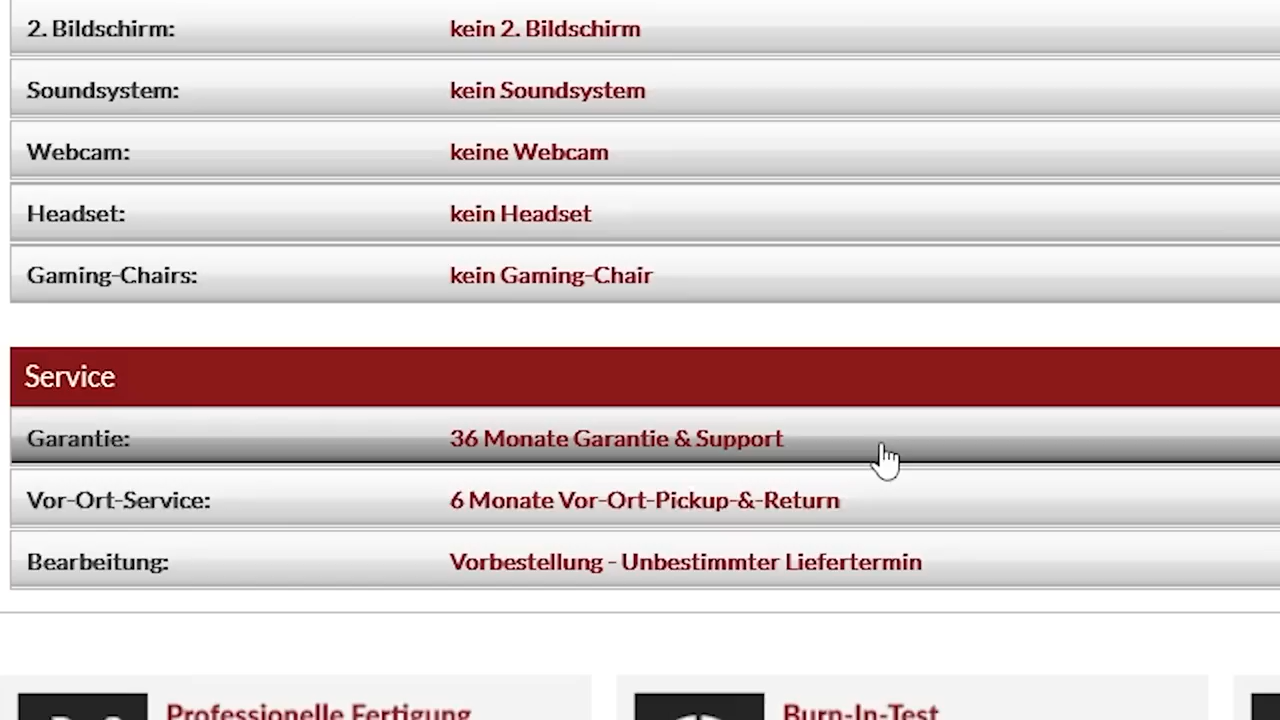 2. Bildschirm: kein 2. Bildschirm
Soundsystem: kein Soundsystem
Webcam: keine Webcam
Headset: kein Headset
Gaming-Chairs: kein Gaming-Chair
Service
Garantie: 36 Monate Garantie & Support
Vor-Ort-Service: 6 Monate Vor-Ort-Pickup-&-Return
Bearbeitung: Vorbestellung - Unbestimmter Liefertermin
Professionelle Fertigung Burn-In-Test